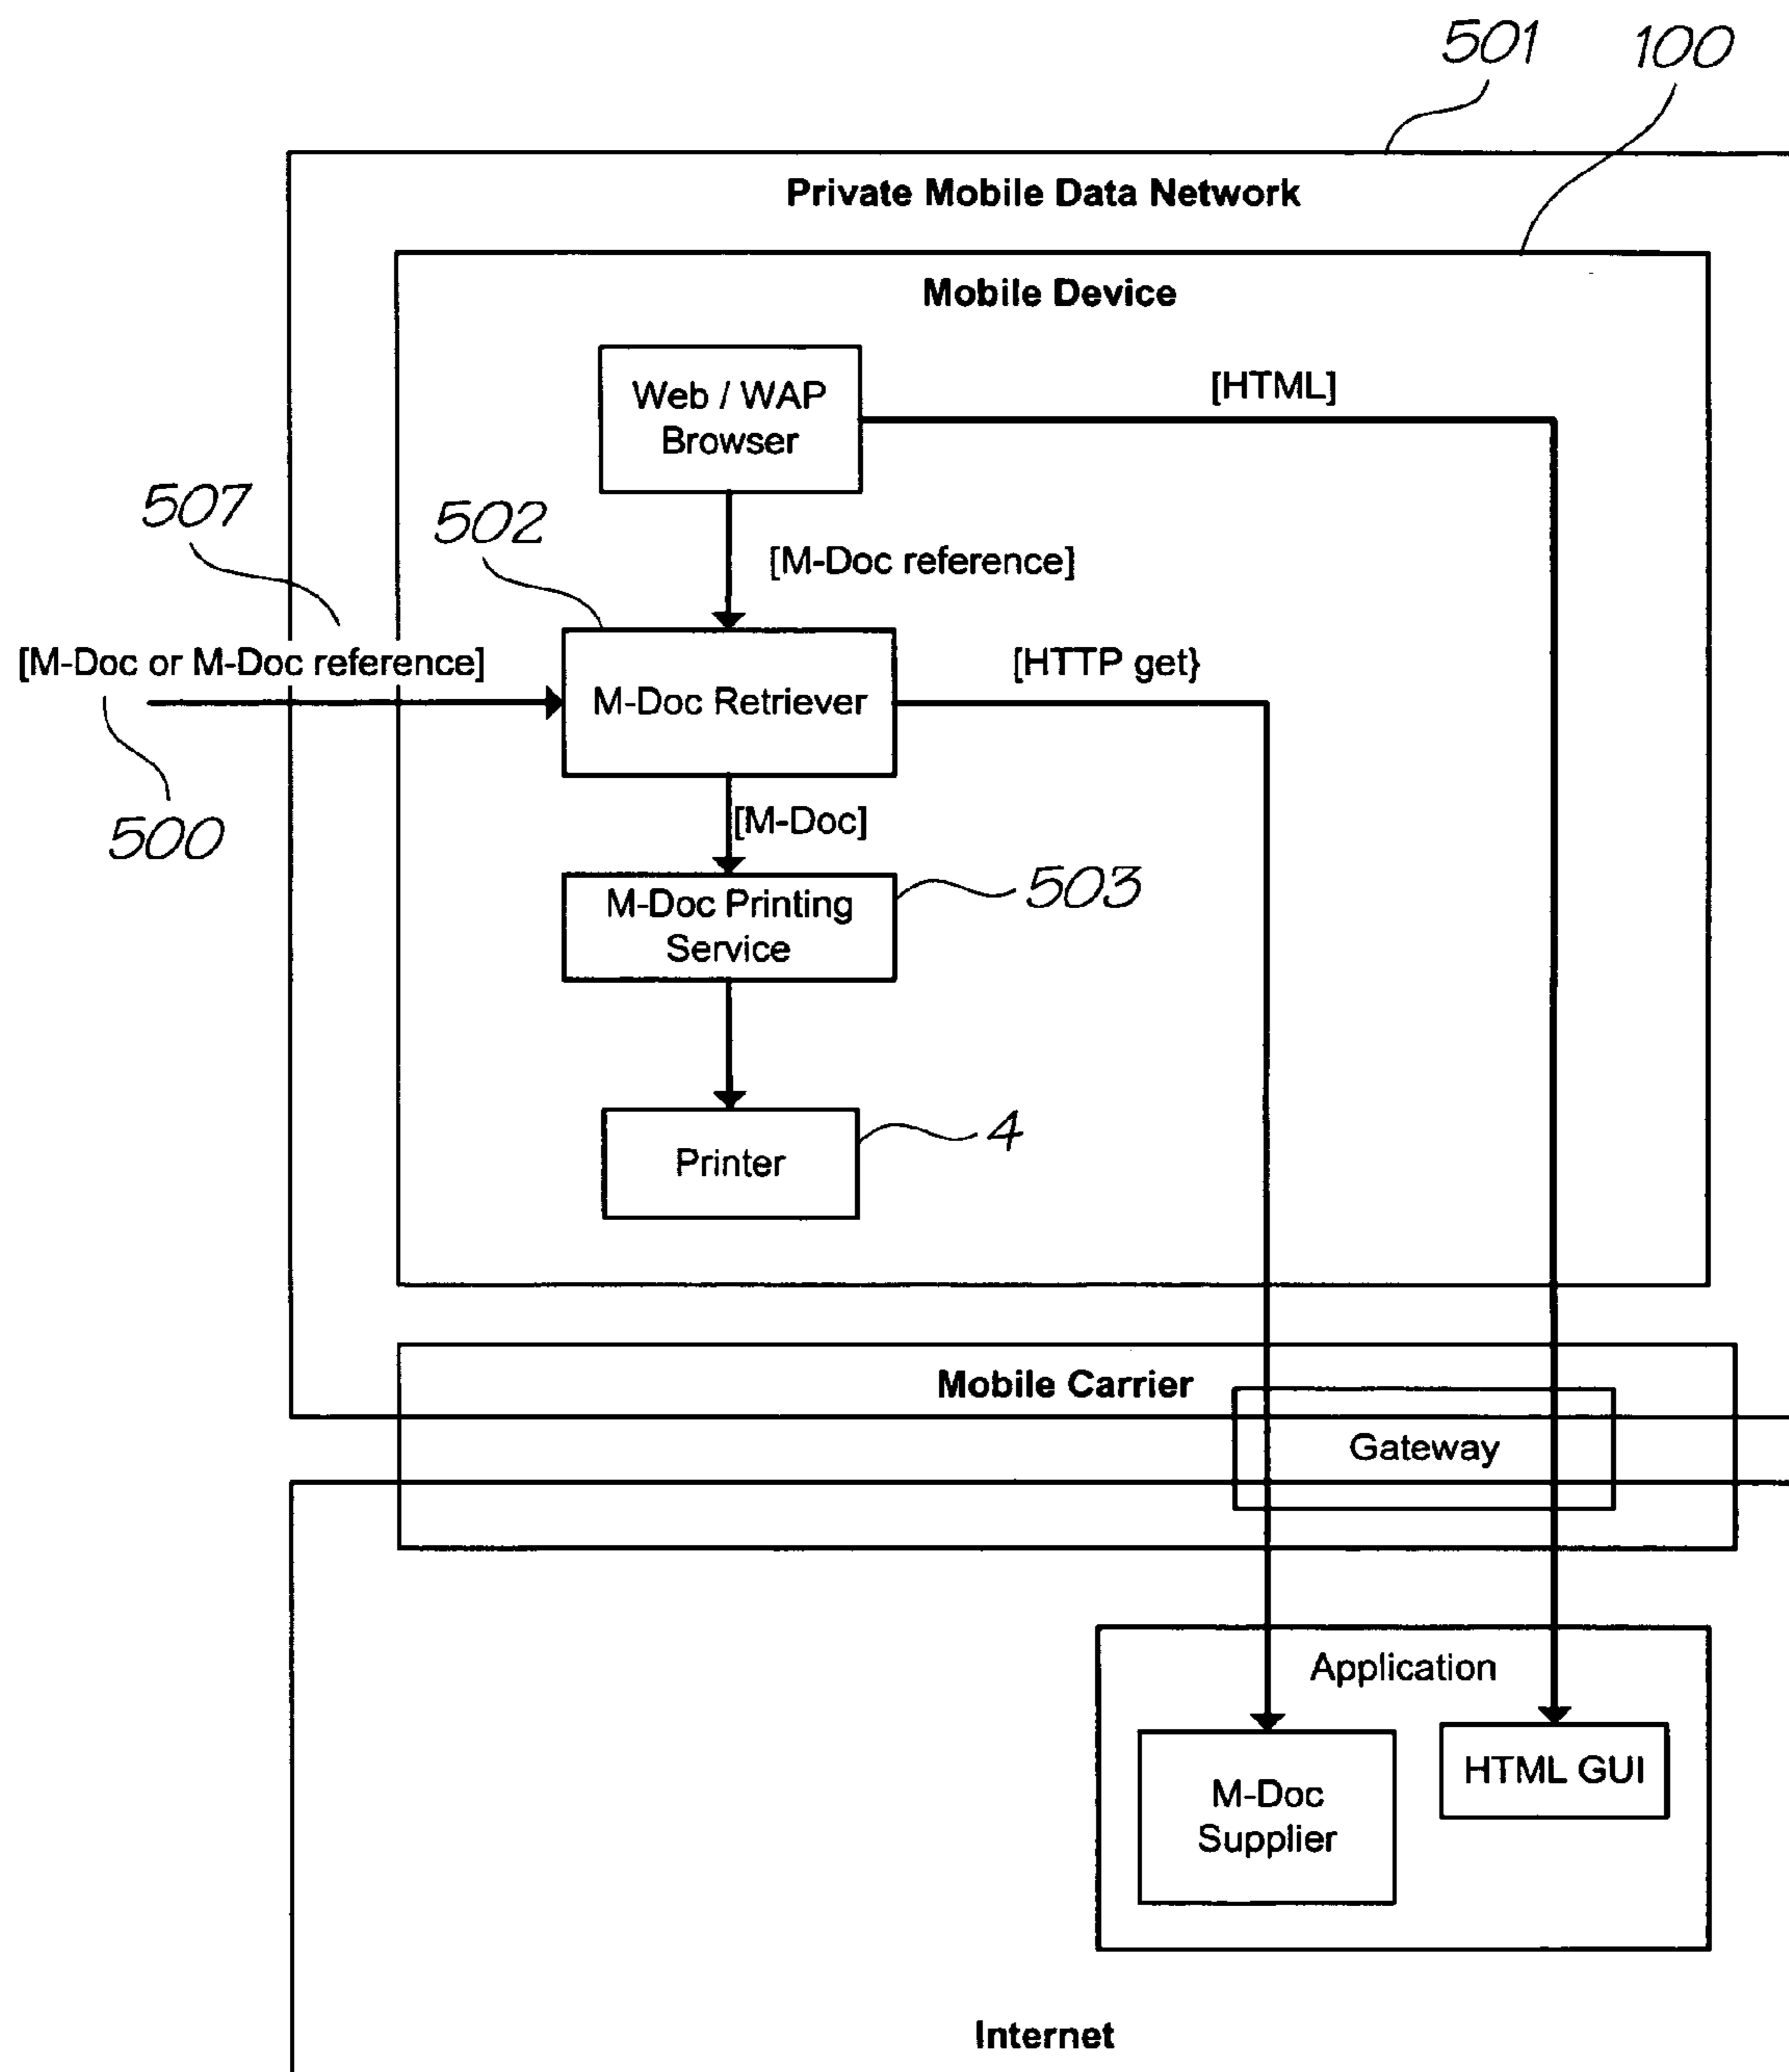 501
100
Private Mobile Data Network
Mobile Device
Web / WAP
Browser
[HTML]
507
502
[M-Doc reference]
[M-Doc or M-Doc reference]
M-Doc Retriever
[HTTP get}
500
[M-Doc]
M-Doc Printing
Service
503
Printer
4
Mobile Carrier
Gateway
Application
M-Doc
Supplier
HTML GUI
Internet